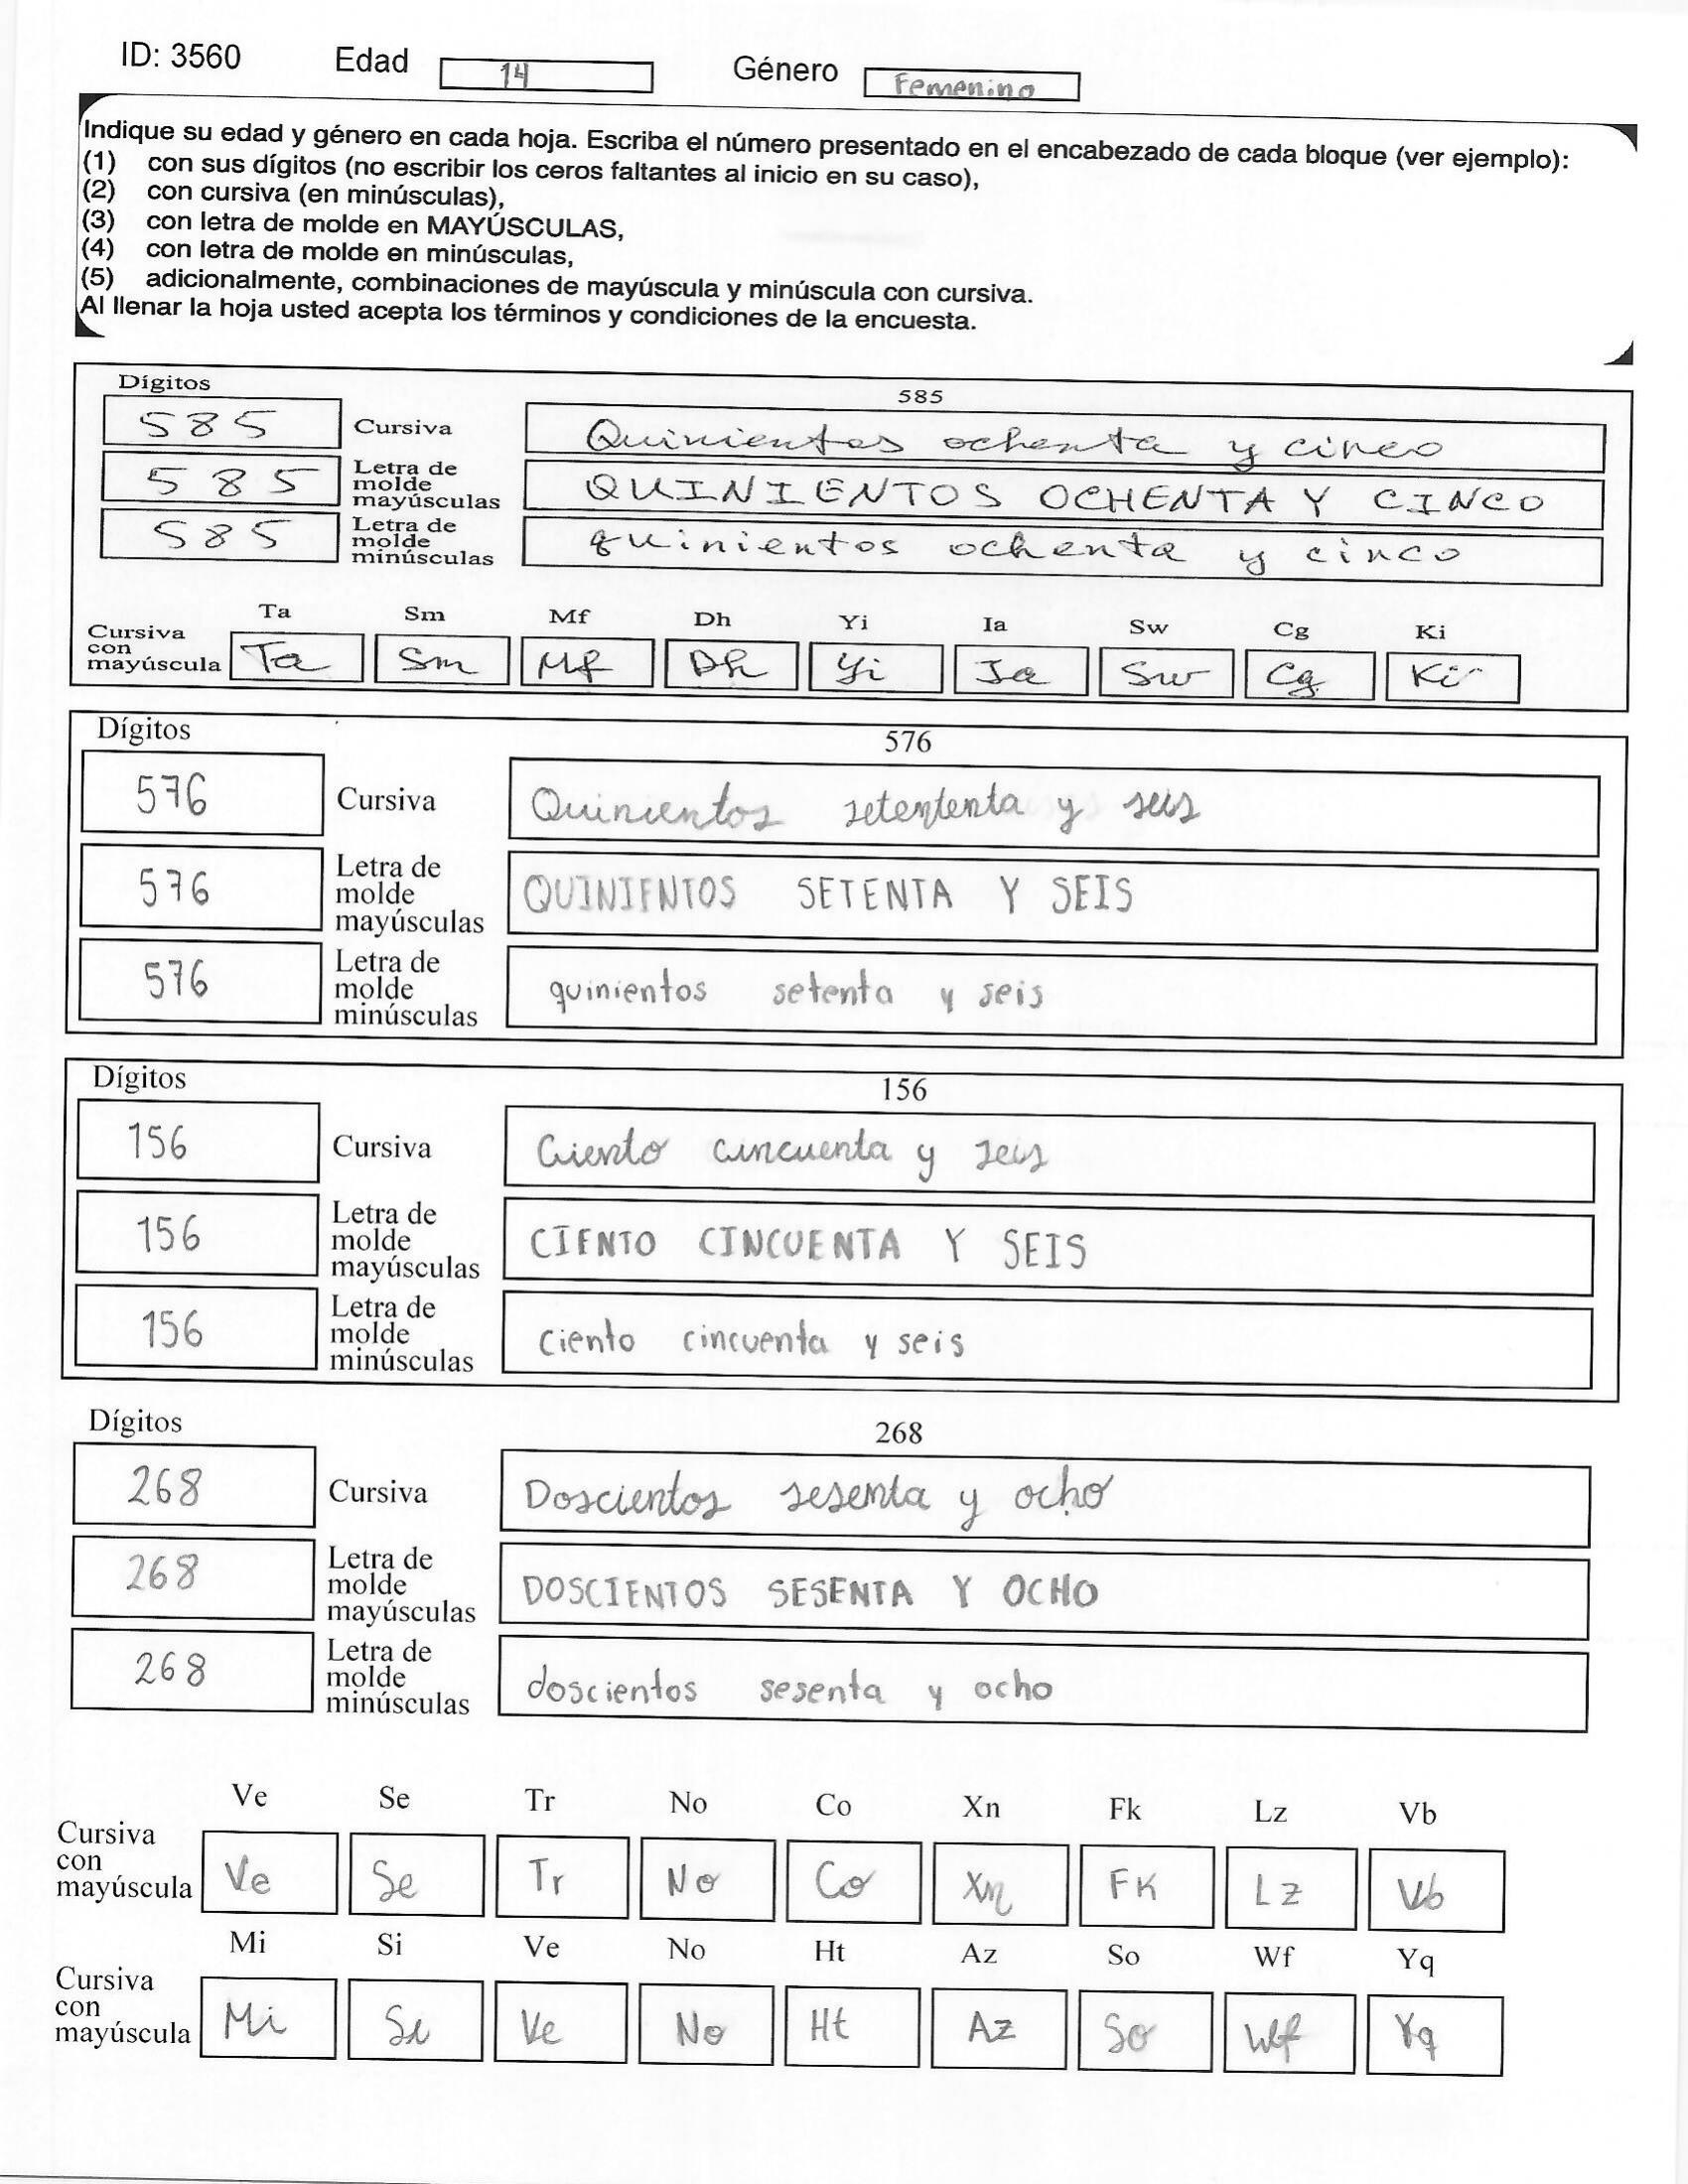 ID: 3560 Edad 14 Género Femenino
Indique su edad y género en cada hoja. Escriba el número presentado en el encabezado de cada bloque (ver ejemplo):
(1) con sus dígitos (no escribir los ceros faltantes al inicio en su caso),
(2) con cursiva (en minúsculas),
(3) con letra de molde en MAYÚSCULAS,
(4) con letra de molde en minúsculas,
(5) adicionalmente, combinaciones de mayúscula y minúscula con cursiva.
Al llenar la hoja usted acepta los términos y condiciones de la encuesta.
Dígitos 585
585 Cursiva Quinientos ochenta y cinco
585 Letra de molde mayúsculas QUINIENTOS OCHENTA Y CINCO
585 Letra de molde minúsculas quinientos ochenta y cinco
Ta Sm Mf Dh Yi Ia Sw Cg Ki
Cursiva con mayúscula Ta Sm Mf Dh Yi Ia Sw Cg Ki
Dígitos 576
576 Cursiva Quinientos setententa y seis
576 Letra de molde mayúsculas QUINIENTOS SETENTA Y SEIS
576 Letra de molde minúsculas quinientos setenta y seis
Dígitos 156
156 Cursiva Ciento cincuenta y seis
156 Letra de molde mayúsculas CIENTO CINCUENTA Y SEIS
156 Letra de molde minúsculas ciento cincuenta y seis
Dígitos 268
268 Cursiva Doscientos sesenta y ocho
268 Letra de molde mayúsculas DOSCIENTOS SESENTA Y OCHO
268 Letra de molde minúsculas doscientos sesenta y ocho
Ve Se Tr No Co Xn Fk Lz Vb
Cursiva con mayúscula Ve Se Tr No Co Xn FK Lz Vb
Mi Si Ve No Ht Az So Wf Yq
Cursiva con mayúscula Mi Si Ve No Ht Az So Wf Yq